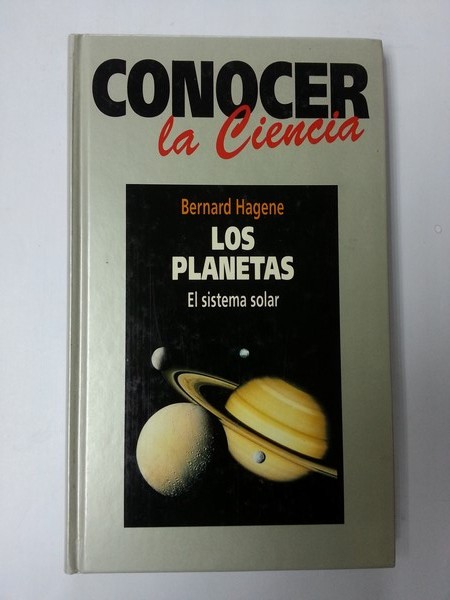 CONOCER
la Ciencia
Bernard Hagene
LOS
PLANETAS
El sistema solar